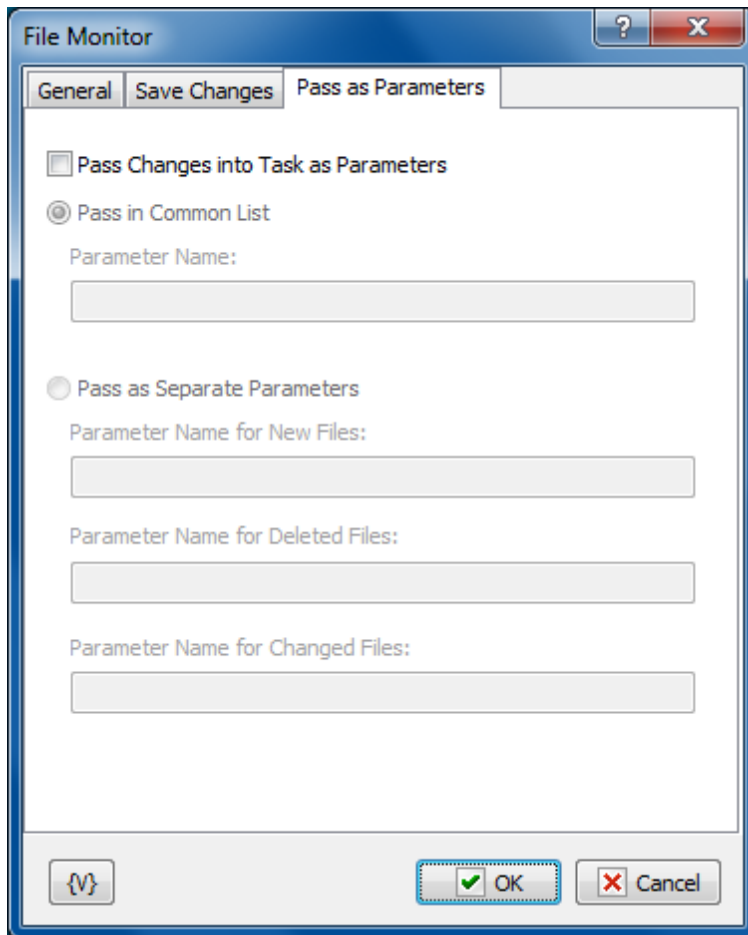 File Monitor
?
General Save Changes Pass as Parameters
Pass Changes into Task as Parameters
Pass in Common List
Parameter Name:
Pass as Separate Parameters
Parameter Name for New Files:
Parameter Name for Deleted Files:
Parameter Name for Changed Files:
{V} OK Cancel